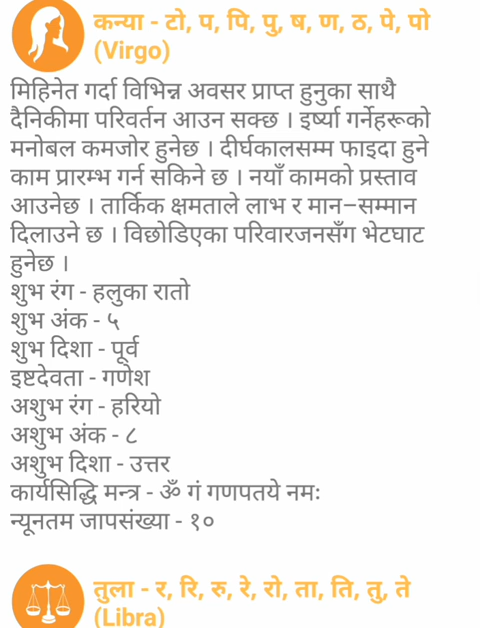 कन्या - टो, प, पि, पु, ष, ण, ठ, पे, पो
(Virgo)
मिहिनेत गर्दा विभिन्न अवसर प्राप्त हुनुका साथै
दैनिकीमा परिवर्तन आउन सक्छ । इर्ष्या गर्नेहरूको
मनोबल कमजोर हुनेछ । दीर्घकालसम्म फाइदा हुने
काम प्रारम्भ गर्न सकिने छ । नयाँ कामको प्रस्ताव
आउनेछ । तार्किक क्षमताले लाभ र मान–सम्मान
दिलाउने छ । विछोडिएका परिवारजनसँग भेटघाट
हुनेछ ।
शुभ रंग - हलुका रातो
शुभ अंक - ५
शुभ दिशा - पूर्व
इष्टदेवता - गणेश
अशुभ रंग - हरियो
अशुभ अंक - ८
अशुभ दिशा - उत्तर
कार्यसिद्धि मन्त्र - ॐ गं गणपतये नमः
न्यूनतम जापसंख्या - १०
तुला - र, रि, रु, रे, रो, ता, ति, तु, ते
(Libra)